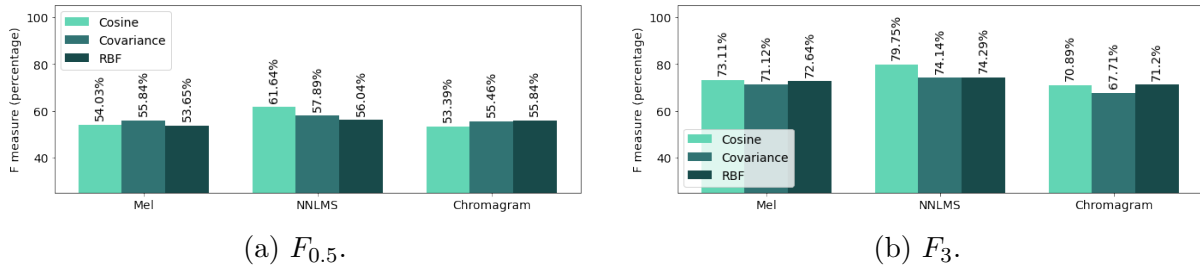 F measure (percentage)
100
80
60
40
Cosine
Covariance
RBF
54.03%
55.84%
53.65%
61.64%
57.89%
56.04%
53.39%
55.46%
55.84%
Mel
NNLMS
Chromagram
(a) F0.5.
F measure (percentage)
100
80
60
40
73.11%
71.12%
72.64%
79.75%
74.14%
74.29%
70.89%
67.71%
71.2%
Cosine
Covariance
RBF
Mel
NNLMS
Chromagram
(b) F3.